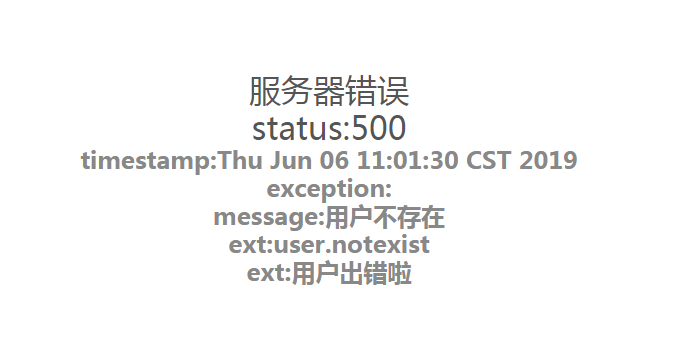 服务器错误
status:500
timestamp:Thu Jun 06 11:01:30 CST 2019
exception:
message:用户不存在
ext:user.notexist
ext:用户出错啦